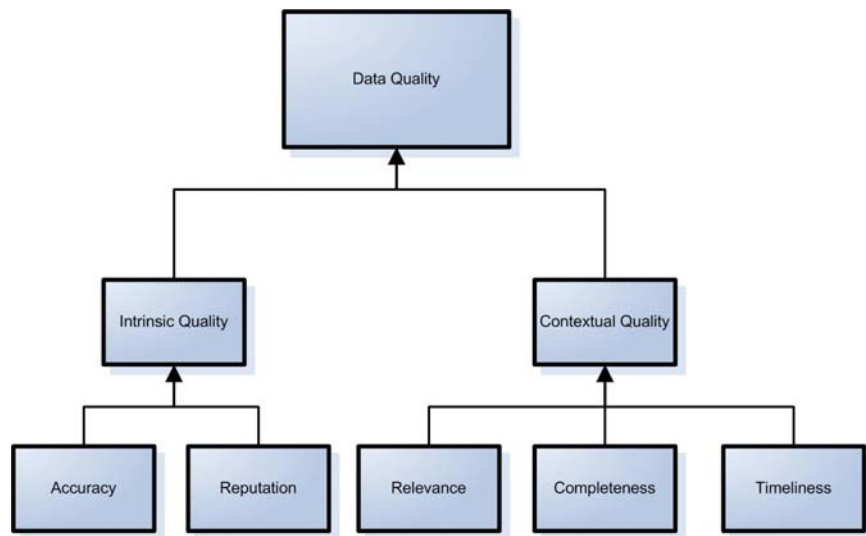 Data Quality
Intrinsic Quality
Contextual Quality
Accuracy
Reputation
Relevance
Completeness
Timeliness